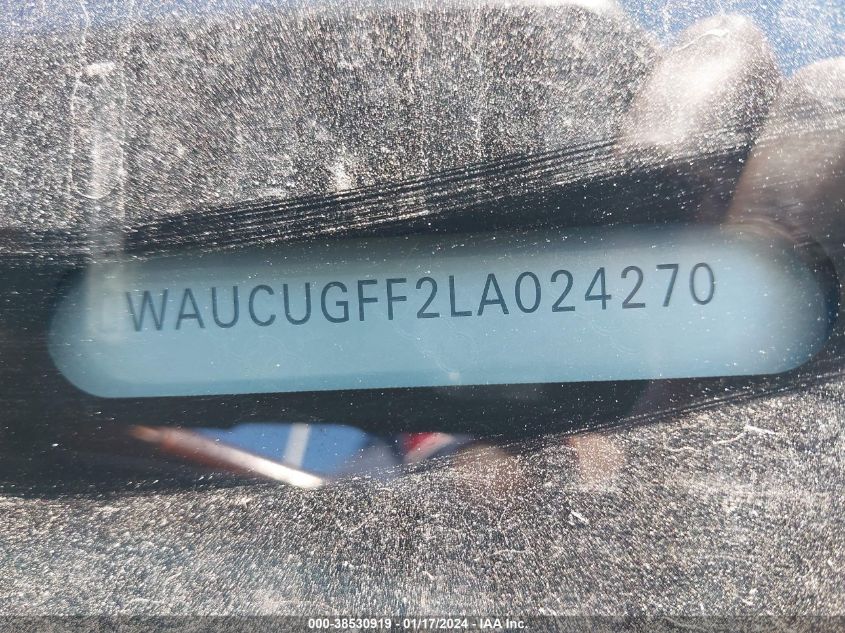 WAUCUGFF2LA024270
000-38530919 - 01/17/2024 - IAA Inc.